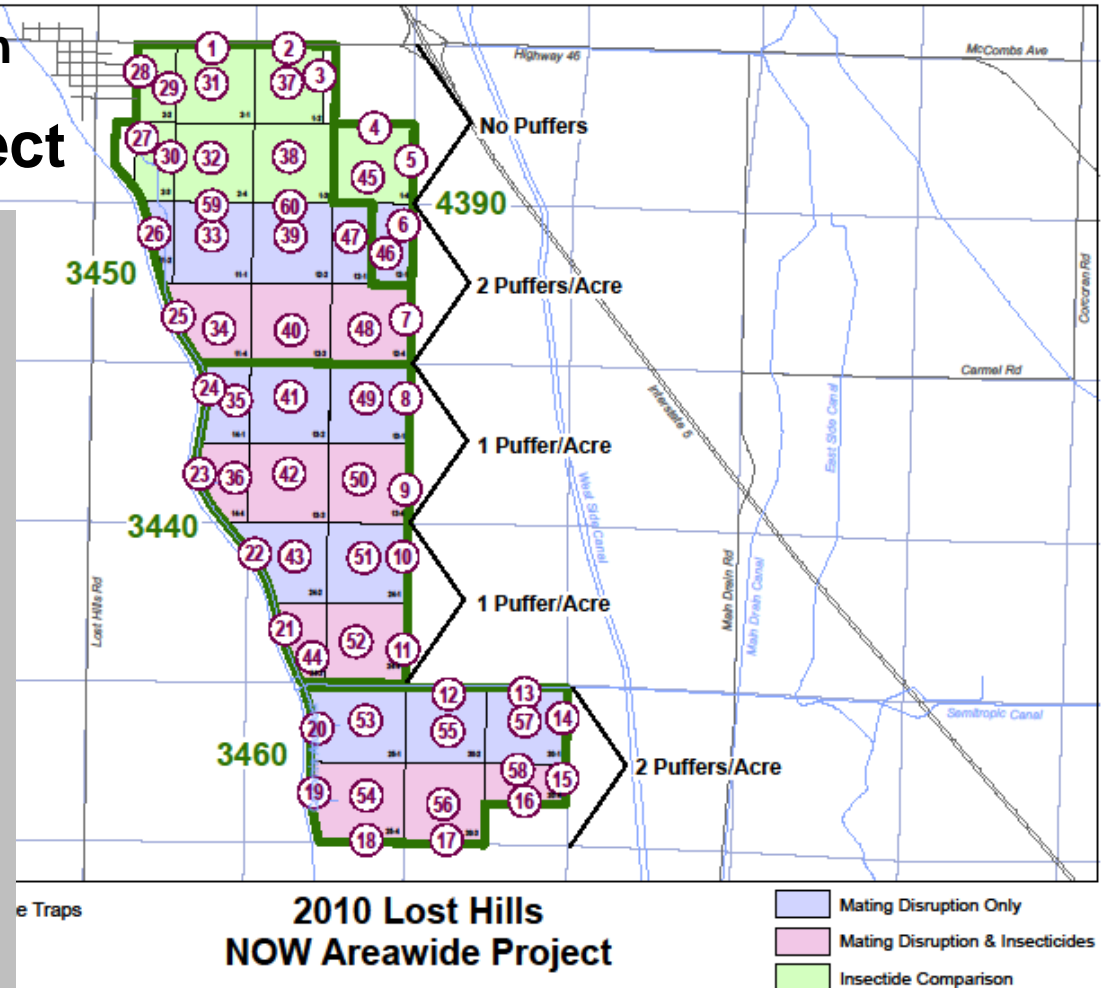 n
ect
Highway 46
McCombs Ave
1
2
28
29
31
37
3
No Puffers
27
30
32
38
4
5
45
4390
59
60
26
33
39
47
46
6
3450
2 Puffers/Acre
Corcoran Rd
25
34
40
48
7
24
35
41
49
8
Carmel Rd
Interstate 5
East Side Canal
1 Puffer/Acre
23
36
42
50
9
West Side Canal
3440
22
43
51
10
Lost Hills Rd
Main Drain Rd
Main Drain Canal
1 Puffer/Acre
21
44
52
11
12
13
20
53
55
57
14
Semitropic Canal
3460
2 Puffers/Acre
58
15
19
54
56
16
18
17
e Traps
2010 Lost Hills
NOW Areawide Project
Mating Disruption Only
Mating Disruption & Insecticides
Insectide Comparison